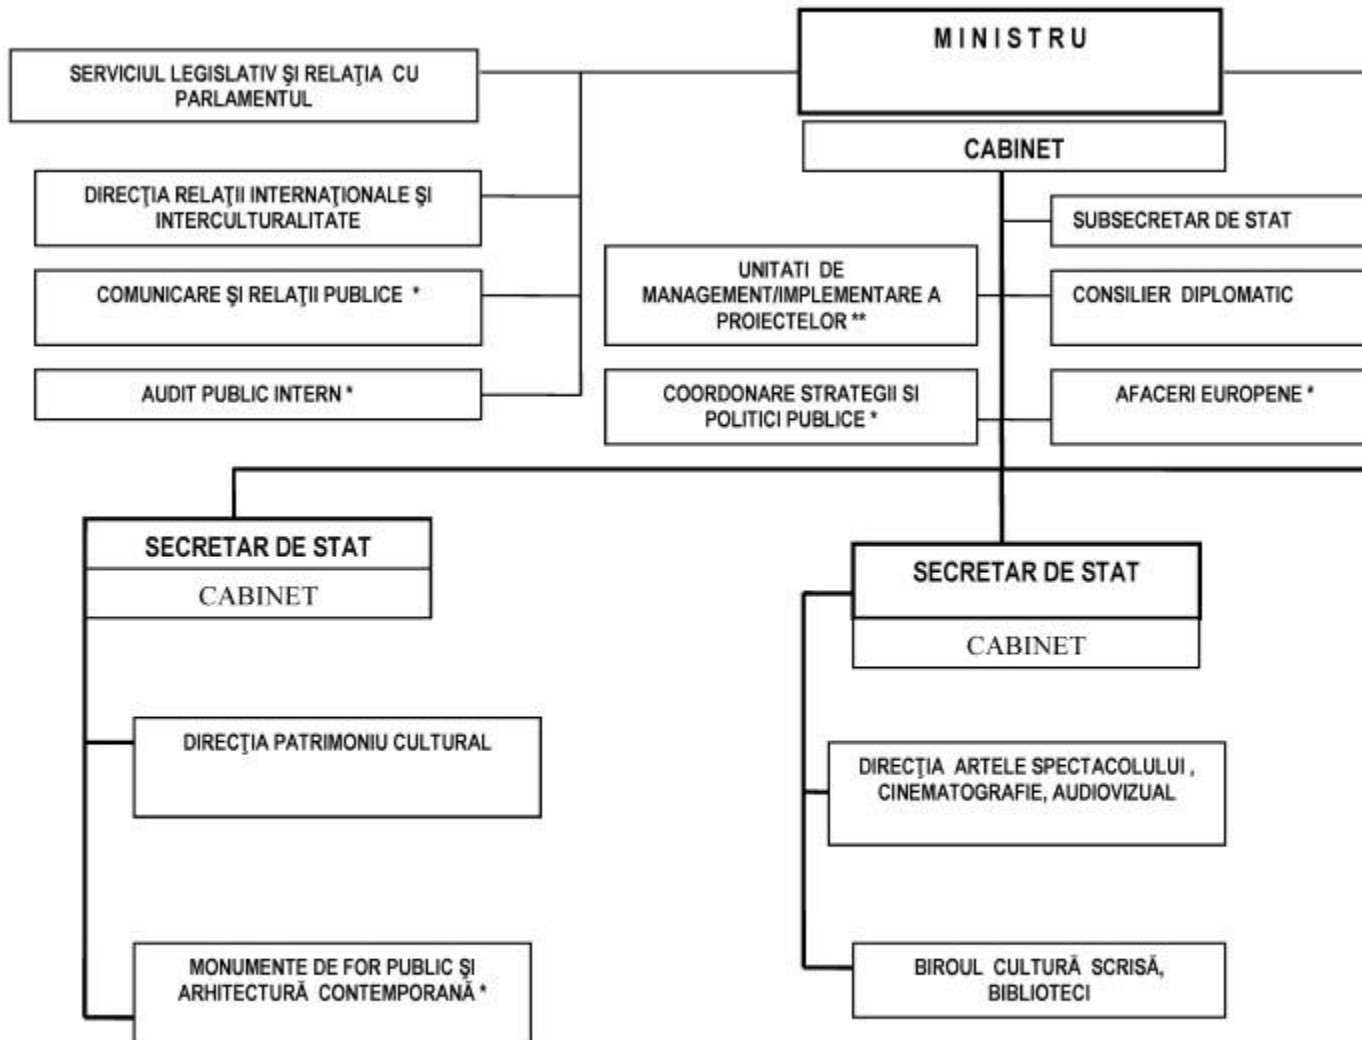 MINISTRU
SERVICIUL LEGISLATIV ŞI RELAŢIA CU
PARLAMENTUL
CABINET
DIRECŢIA RELAŢII INTERNAŢIONALE ŞI
INTERCULTURALITATE
SUBSECRETAR DE STAT
UNITATI DE
MANAGEMENT/IMPLEMENTARE A
PROIECTELOR **
COMUNICARE ŞI RELAŢII PUBLICE *
CONSILIER DIPLOMATIC
AUDIT PUBLIC INTERN *
COORDONARE STRATEGII SI
POLITICI PUBLICE *
AFACERI EUROPENE *
SECRETAR DE STAT
CABINET
SECRETAR DE STAT
CABINET
DIRECŢIA PATRIMONIU CULTURAL
DIRECŢIA ARTELE SPECTACOLULUI ,
CINEMATOGRAFIE, AUDIOVIZUAL
MONUMENTE DE FOR PUBLIC ŞI
ARHITECTURĂ CONTEMPORANĂ *
BIROUL CULTURĂ SCRISĂ,
BIBLIOTECI